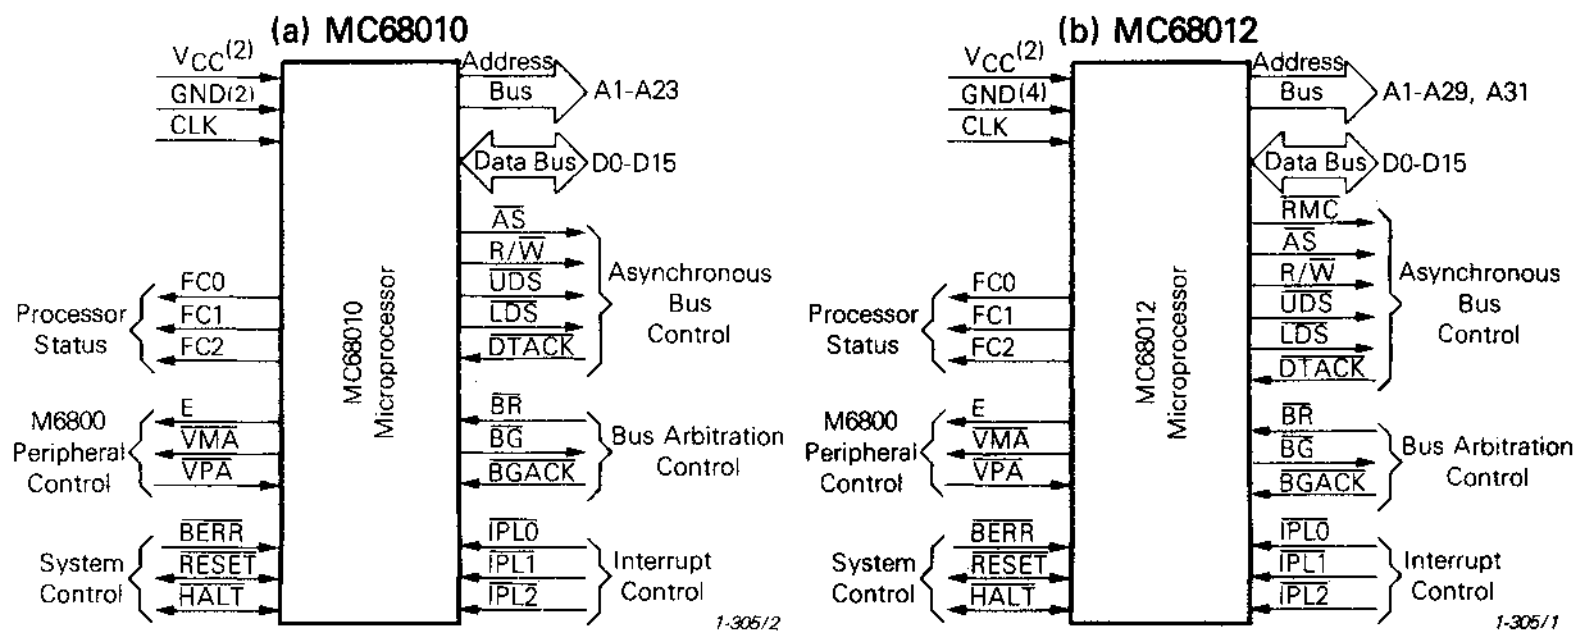 (a) MC68010
VCC(2)
GND(2)
CLK
Address
Bus
A1-A23
Data Bus
D0-D15
AS
R/W
UDS
LDS
DTACK
Asynchronous
Bus
Control
FC0
FC1
FC2
Processor
Status
MC68010
Microprocessor
E
VMA
VPA
M6800
Peripheral
Control
BR
BG
BGACK
Bus Arbitration
Control
BERR
RESET
HALT
System
Control
IPL0
IPL1
IPL2
Interrupt
Control
1-305/2
(b) MC68012
VCC(2)
GND(4)
CLK
Address
Bus
A1-A29, A31
Data Bus
D0-D15
RMC
AS
R/W
UDS
LDS
DTACK
Asynchronous
Bus
Control
FC0
FC1
FC2
Processor
Status
MC68012
Microprocessor
E
VMA
VPA
M6800
Peripheral
Control
BR
BG
BGACK
Bus Arbitration
Control
BERR
RESET
HALT
System
Control
IPL0
IPL1
IPL2
Interrupt
Control
1-305/1